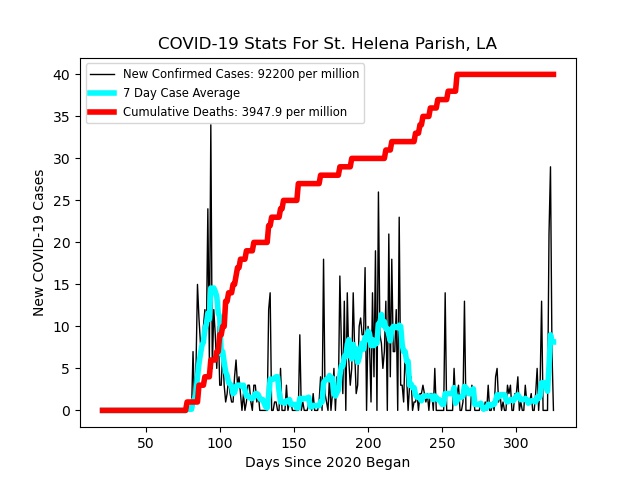 COVID-19 Stats For St. Helena Parish, LA
New Confirmed Cases: 92200 per million
7 Day Case Average
Cumulative Deaths: 3947.9 per million
New COVID-19 Cases
40
35
30
25
20
15
10
5
0
50
100
150
200
250
300
Days Since 2020 Began